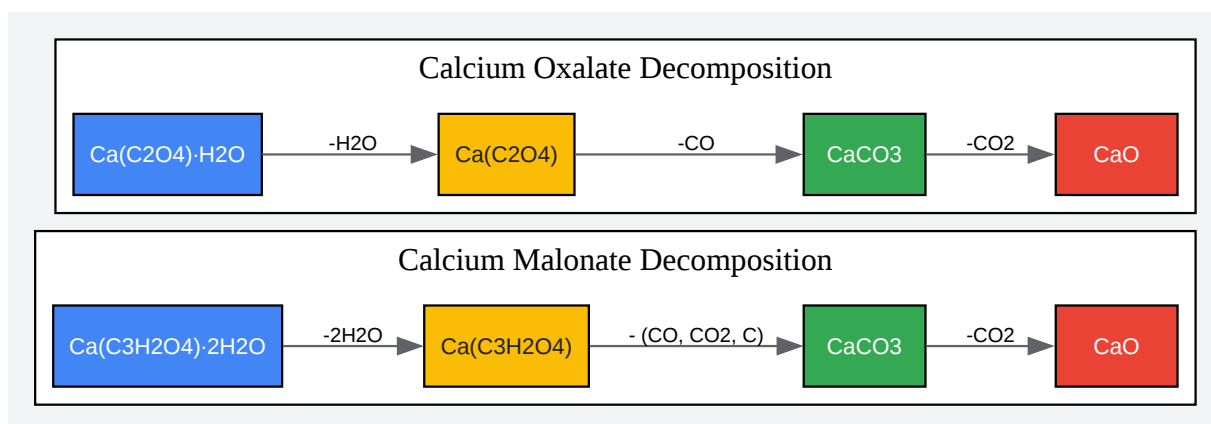 Calcium Oxalate Decomposition
Ca(C2O4)·H2O
-H2O
Ca(C2O4)
-CO
CaCO3
-CO2
CaO
Calcium Malonate Decomposition
Ca(C3H2O4)·2H2O
-2H2O
Ca(C3H2O4)
- (CO, CO2, C)
CaCO3
-CO2
CaO